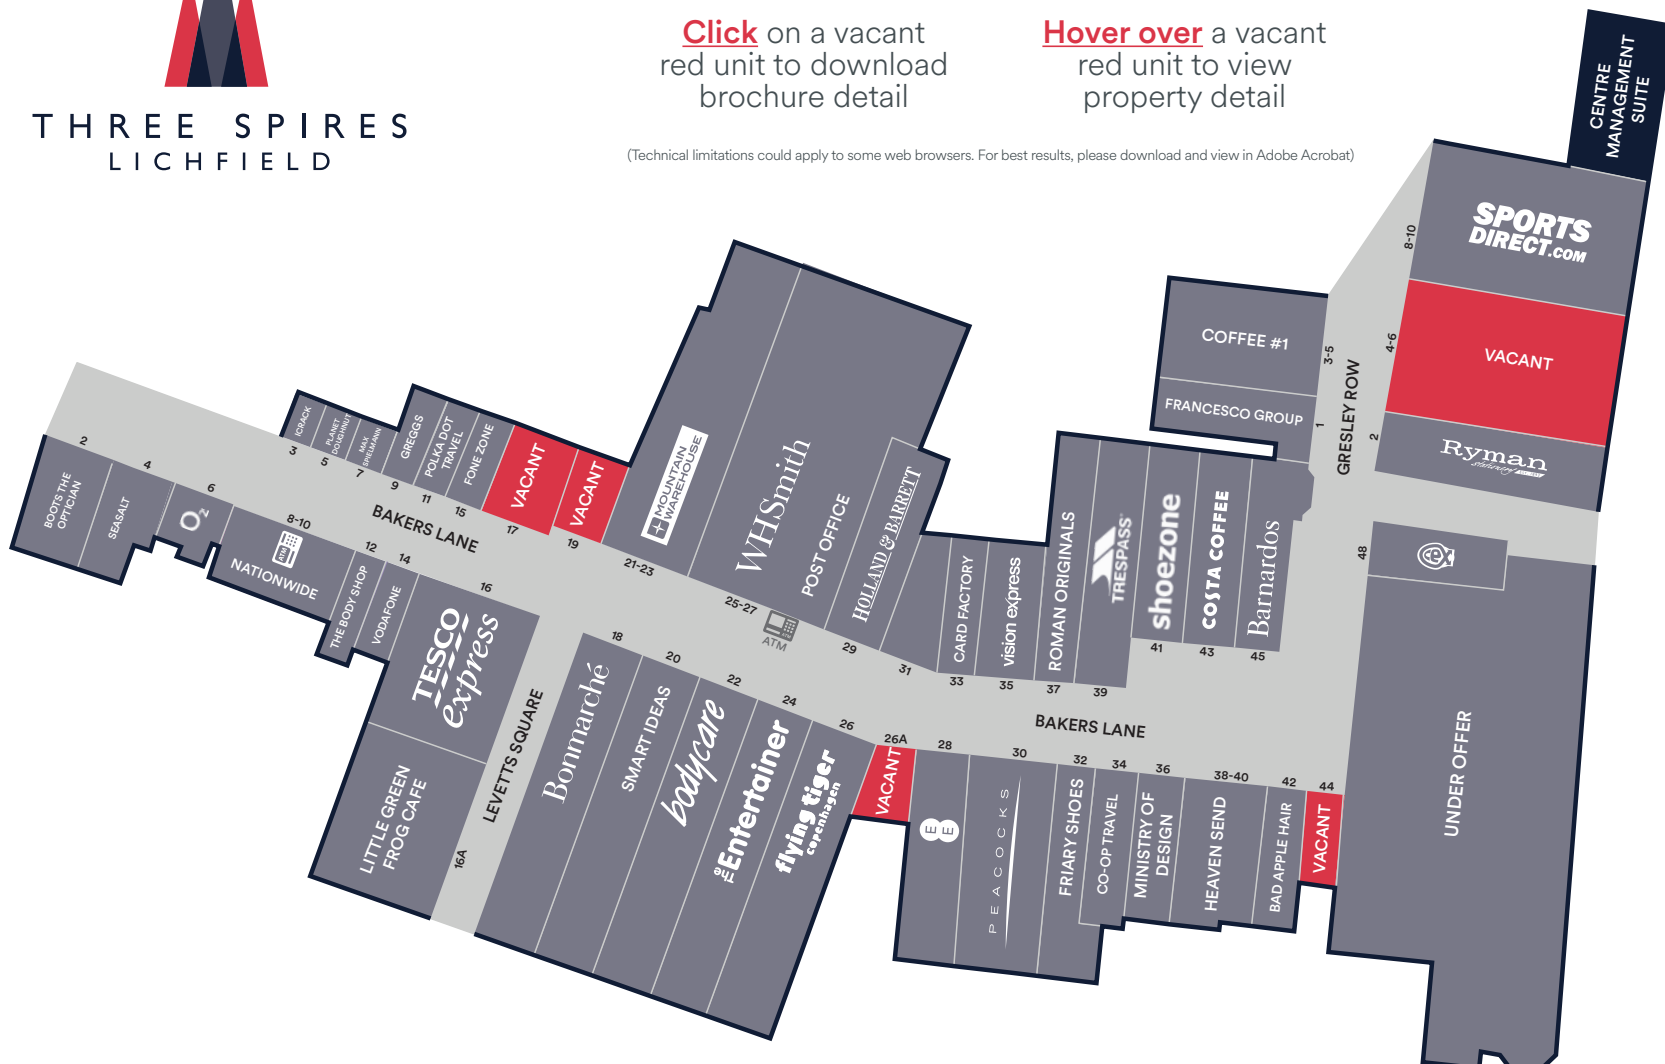 THREE SPIRES
LICHFIELD
Click on a vacant
red unit to download
brochure detail
Hover over a vacant
red unit to view
property detail
(Technical limitations could apply to some web browsers. For best results, please download and view in Adobe Acrobat)
CENTRE
MANAGEMENT
SUITE
SPORTS
DIRECT.COM
8-10
VACANT
4-6
Ryman
2
COFFEE #1
3-5
FRANCESCO GROUP
1
GRESLEY ROW
48
UNDER OFFER
2
BOOTS THE
OPTICIAN
4
SEASALT
6
O2
8-10
ATM
NATIONWIDE
12
THE BODY SHOP
14
VODAFONE
16
TESCO
express
LITTLE GREEN
FROG CAFE
16A
LEVETTS SQUARE
BAKERS LANE
ICRACK
3
PLANET
DOUGHNUT
5
MAX
SPIELMANN
7
GREGGS
9
POLKA DOT
TRAVEL
11
FONE ZONE
15
VACANT
17
VACANT
19
MOUNTAIN
WAREHOUSE
21-23
WHSmith
25-27
ATM
POST OFFICE
HOLLAND & BARRETT
29
31
CARD FACTORY
33
vision express
35
ROMAN ORIGINALS
37
TRESPASS
39
shoezone
41
COSTA COFFEE
43
Barnardos
45
18
Bonmarché
20
SMART IDEAS
22
bodycare
24
the Entertainer
26
flying tiger
copenhagen
26A
VACANT
BAKERS LANE
28
EE
30
PEACOCKS
32
FRIARY SHOES
34
CO-OP TRAVEL
36
MINISTRY OF
DESIGN
38-40
HEAVEN SEND
42
BAD APPLE HAIR
44
VACANT